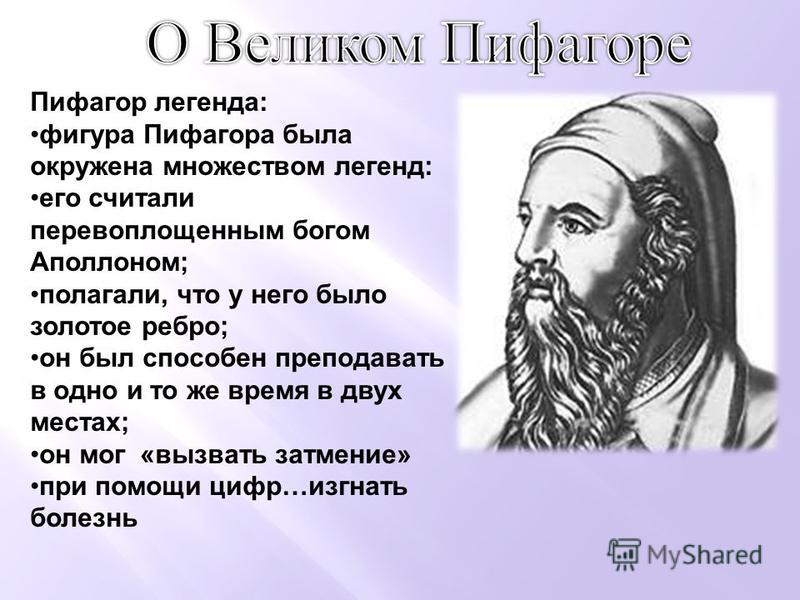 О Великом Пифагоре
Пифагор легенда:
•фигура Пифагора была
окружена множеством легенд:
•его считали
перевоплощенным богом
Аполлоном;
•полагали, что у него было
золотое ребро;
•он был способен преподавать
в одно и то же время в двух
местах;
•он мог «вызвать затмение»
•при помощи цифр…изгнать
болезнь
MyShared